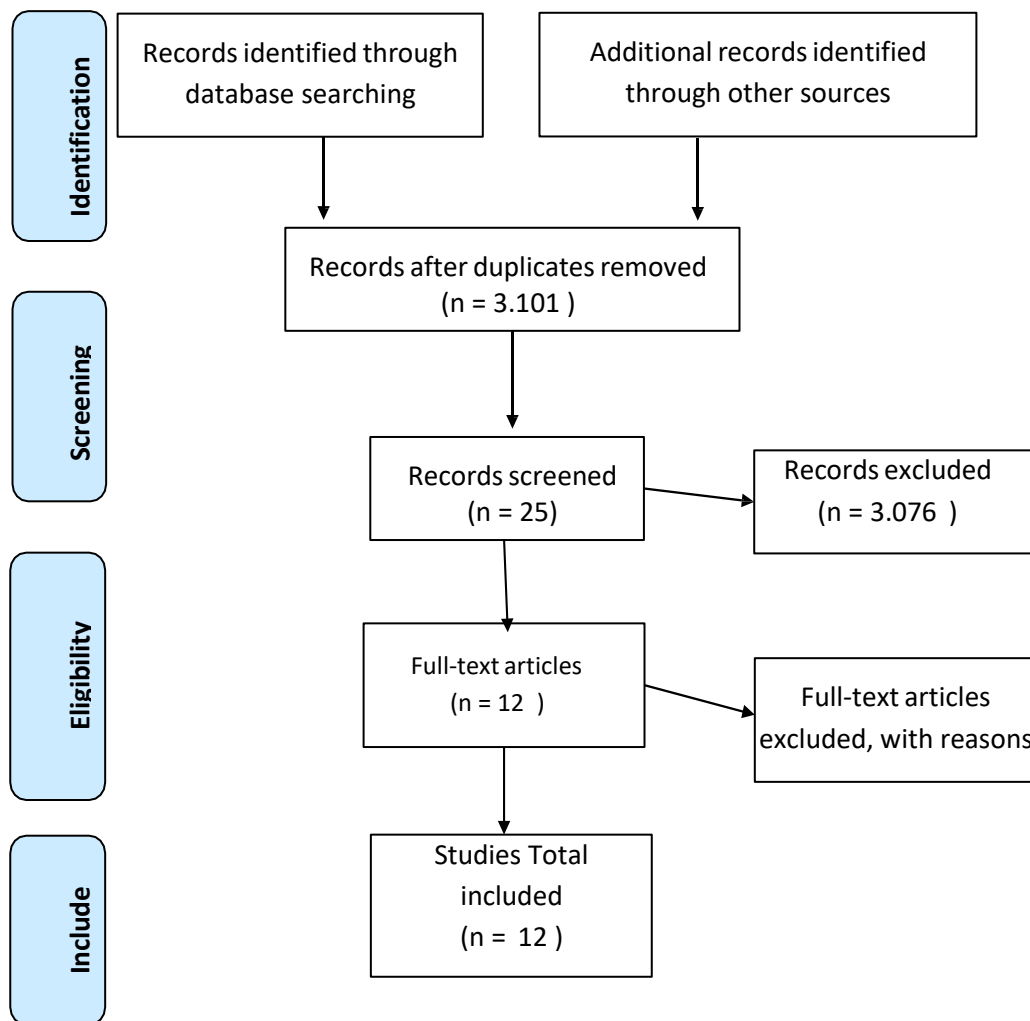 Identification
Records identified through
database searching
Additional records identified
through other sources
Records after duplicates removed
(n = 3.101 )
Screening
Records screened
(n = 25)
Records excluded
(n = 3.076 )
Eligibility
Full-text articles
(n = 12 )
Full-text articles
excluded, with reasons
Include
Studies Total
included
(n = 12 )